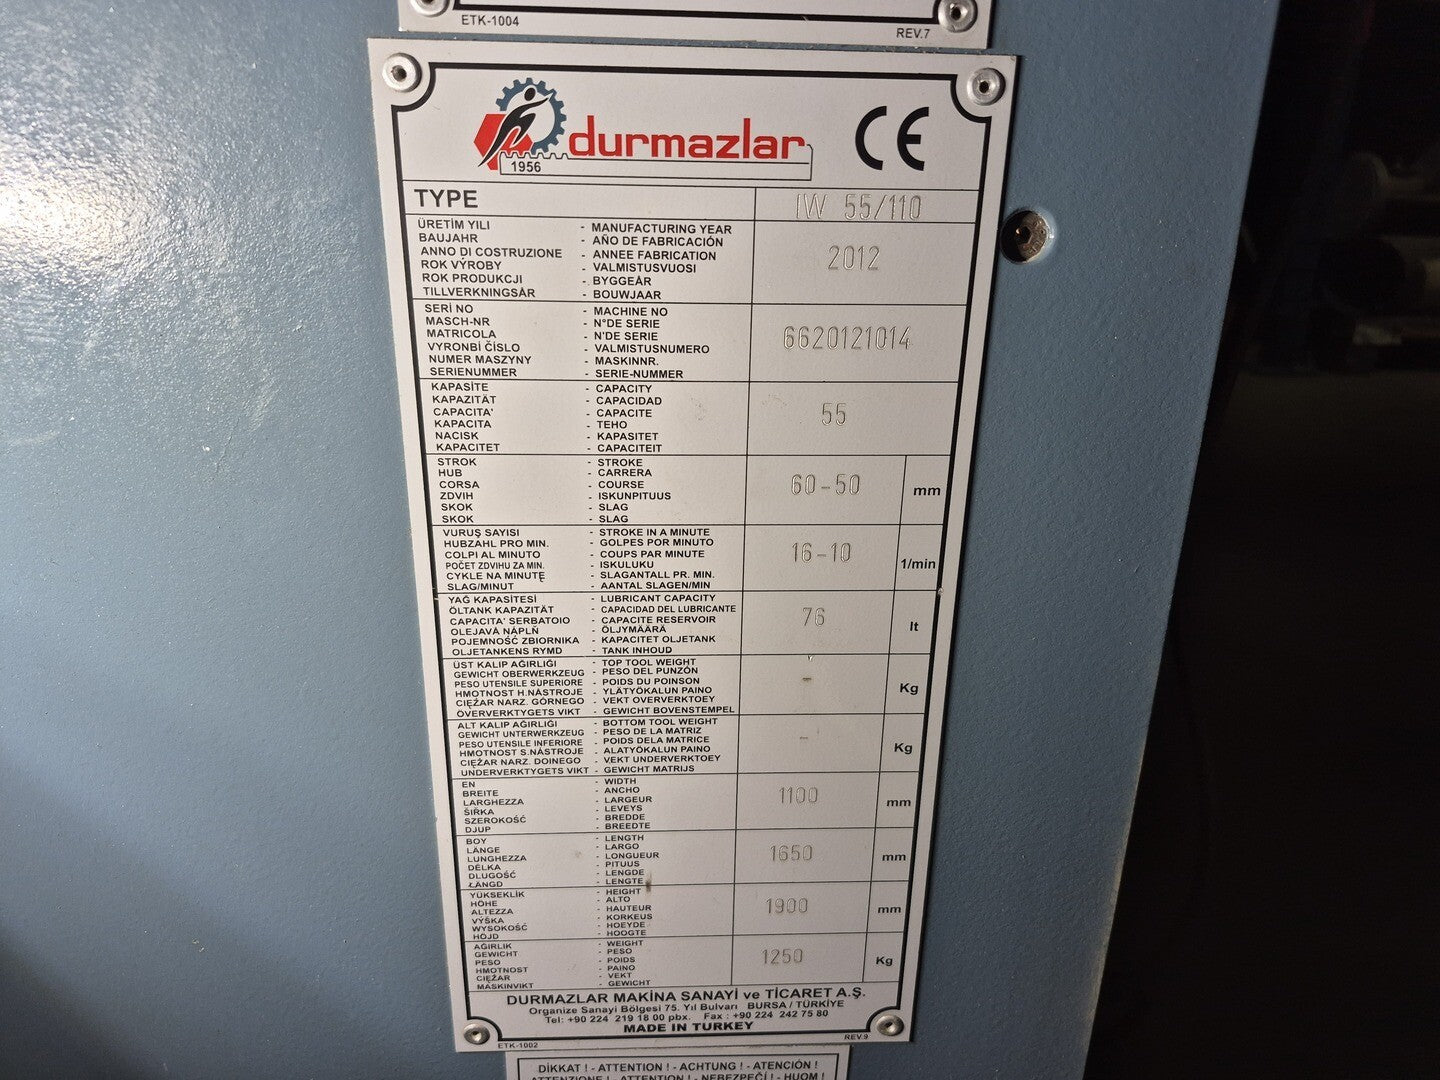 ETK-1004
REV.7
durmazlar
1956
CE
TYPE IW 55/110
ÜRETİM YILI - MANUFACTURING YEAR
BAUJAHR - AÑO DE FABRICACIÓN
ANNO DI COSTRUZIONE - ANNEE FABRICATION
ROK VÝROBY - VALMISTUSVUOSI
ROK PRODUKCJI - BYGGEÅR
TILLVERKNINGSÅR - BOUWJAAR
2012
SERİ NO - MACHINE NO
MASCH-NR - N°DE SERIE
MATRICOLA - N'DE SERIE
VYRONBİ ČISLO - VALMISTUSNUMERO
NUMER MASZYNY - MASKINNR.
SERIENUMMER - SERIE-NUMMER
6620121014
KAPASİTE - CAPACITY
KAPAZITÄT - CAPACIDAD
CAPACITA' - CAPACITE
KAPACITA - TEHO
NACISK - KAPASITET
KAPACITET - CAPACITEIT
55
STROK - STROKE
HUB - CARRERA
CORSA - COURSE
ZDVIH - ISKUNPITUUS
SKOK - SLAG
SKOK - SLAG
60-50 mm
VURUŞ SAYISI - STROKE IN A MINUTE
HUBZAHL PRO MIN. - GOLPES POR MINUTO
COLPI AL MINUTO - COUPS PAR MINUTE
POČET ZDVIHU ZA MIN. - ISKULUKU
CYKLE NA MINUTĘ - SLAGANTALL PR. MIN.
SLAG/MINUT - AANTAL SLAGEN/MIN
16-10 1/min
YAĞ KAPASİTESİ - LUBRICANT CAPACITY
ÖLTANK KAPAZITÄT - CAPACIDAD DEL LUBRICANTE
CAPACITA' SERBATOIO - CAPACITE RESERVOIR
OLEJAVÁ NÁPLŇ - ÖLJYMÄÄRÄ
POJEMNOŚĆ ZBIORNIKA - KAPACITET OLJETANK
OLJETANKENS RYMD - TANK INHOUD
76 lt
ÜST KALIP AĞIRLIĞI - TOP TOOL WEIGHT
GEWICHT OBERWERKZEUG - PESO DEL PUNZÓN
PESO UTENSILE SUPERIORE - POIDS DU POINSON
HMOTNOST H.NÁSTROJE - YLÄTYÖKALUN PAINO
CIĘŻAR NARZ. GÓRNEGO - VEKT OVERVERKTOEY
ÖVERVERKTYGETS VIKT - GEWICHT BOVENSTEMPEL
- Kg
ALT KALIP AĞIRLIĞI - BOTTOM TOOL WEIGHT
GEWICHT UNTERWERKZEUG - PESO DE LA MATRIZ
PESO UTENSILE INFERIORE - POIDS DELA MATRICE
HMOTNOST S.NÁSTROJE - ALATYÖKALUN PAINO
CIĘŻAR NARZ. DOINEGO - VEKT UNDERVERKTOEY
UNDERVERKTYGETS VIKT - GEWICHT MATRIJS
- Kg
EN - WIDTH
BREITE - ANCHO
LARGHEZZA - LARGEUR
ŠIŘKA - LEVEYS
SZEROKOŚĆ - BREDDE
DJUP - BREEDTE
1100 mm
BOY - LENGTH
LÄNGE - LARGO
LUNGHEZZA - LONGUEUR
DÉLKA - PITUUS
DLUGOŚĆ - LENGDE
LÄNGD - LENGTE
1650 mm
YÜKSEKLİK - HEIGHT
HÖHE - ALTO
ALTEZZA - HAUTEUR
VÝŠKA - KORKEUS
WYSOKOŚĆ - HOEYDE
HÖJD - HOOGTE
1900 mm
AĞIRLIK - WEIGHT
GEWICHT - PESO
PESO - POIDS
HMOTNOST - PAINO
CIĘŻAR - VEKT
MASKINVIKT - GEWICHT
1250 Kg
DURMAZLAR MAKİNA SANAYİ ve TİCARET A.Ş.
Organize Sanayi Bölgesi 75. Yıl Bulvarı BURSA / TÜRKİYE
Tel: +90 224 219 18 00 pbx. Fax : +90 224 242 75 80
MADE IN TURKEY
ETK-1002
REV.9
DİKKAT ! - ATTENTION ! - ACHTUNG ! - ATENCIÓN !
ATTENZIONE ! - ATTENTION ! - NEBEZPEČÍ ! - HUOM !